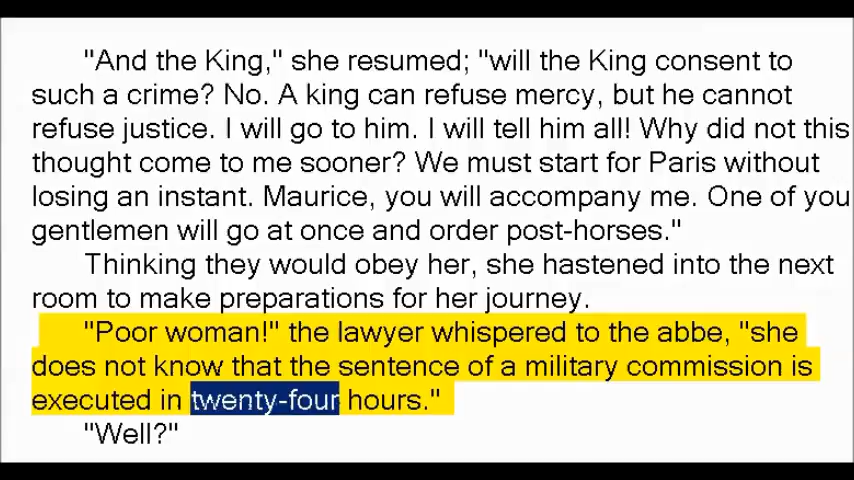 "And the King," she resumed; "will the King consent to
such a crime? No. A king can refuse mercy, but he cannot
refuse justice. I will go to him. I will tell him all! Why did not this
thought come to me sooner? We must start for Paris without
losing an instant. Maurice, you will accompany me. One of you
gentlemen will go at once and order post-horses."
Thinking they would obey her, she hastened into the next
room to make preparations for her journey.
"Poor woman!" the lawyer whispered to the abbe, "she
does not know that the sentence of a military commission is
executed in twenty-four hours."
"Well?"